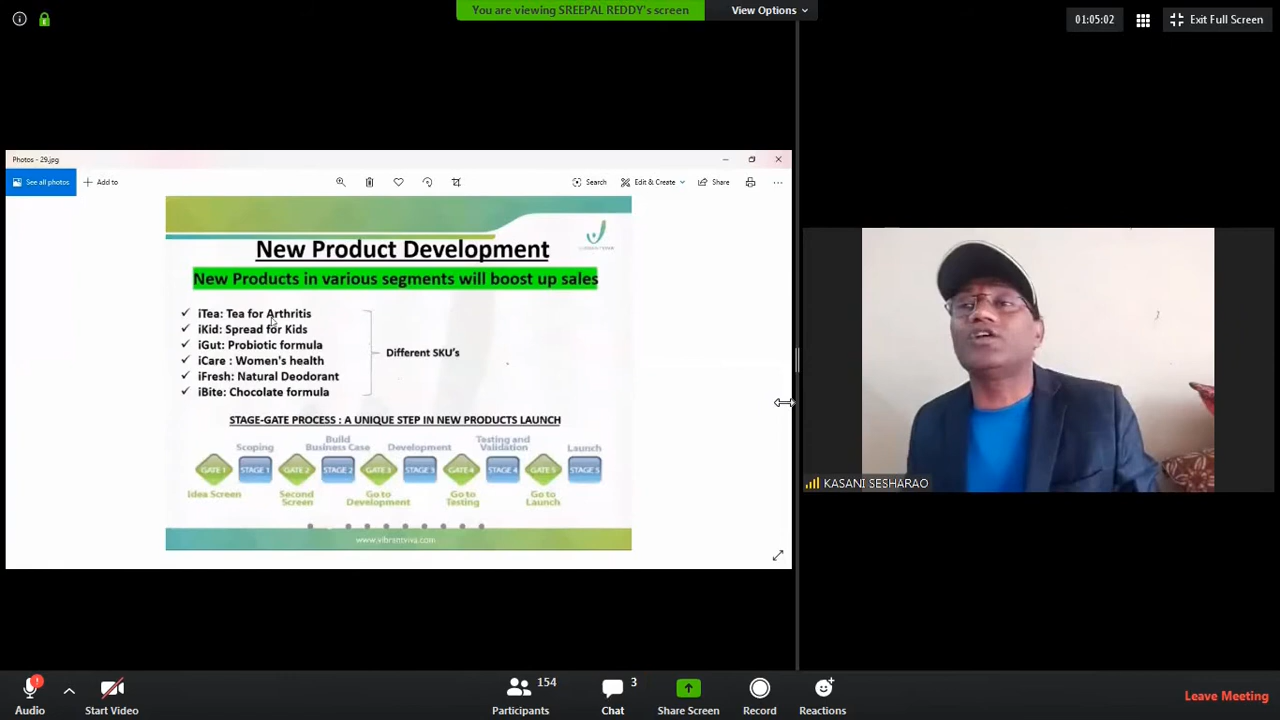 You are viewing SREEPAL REDDY's screen
View Options
01:05:02
Exit Full Screen
Photos - 29.jpg
See all photos
Add to
Search
Edit & Create
Share
New Product Development
New Products in various segments will boost up sales
iTea: Tea for Arthritis
iKid: Spread for Kids
iGut: Probiotic formula
iCare : Women's health
iFresh: Natural Deodorant
iBite: Chocolate formula
Different SKU's
STAGE-GATE PROCESS : A UNIQUE STEP IN NEW PRODUCTS LAUNCH
Scoping
Build Business Case
Development
Testing and Validation
Launch
GATE 1 STAGE 1 GATE 2 STAGE 2 GATE 3 STAGE 3 GATE 4 STAGE 4 GATE 5 STAGE 5
Idea Screen
Second Screen
Go to Development
Go to Testing
Go to Launch
www.vibrantviva.com
KASANI SESHARAO
Audio
Start Video
154
Participants
3
Chat
Share Screen
Record
Reactions
Leave Meeting